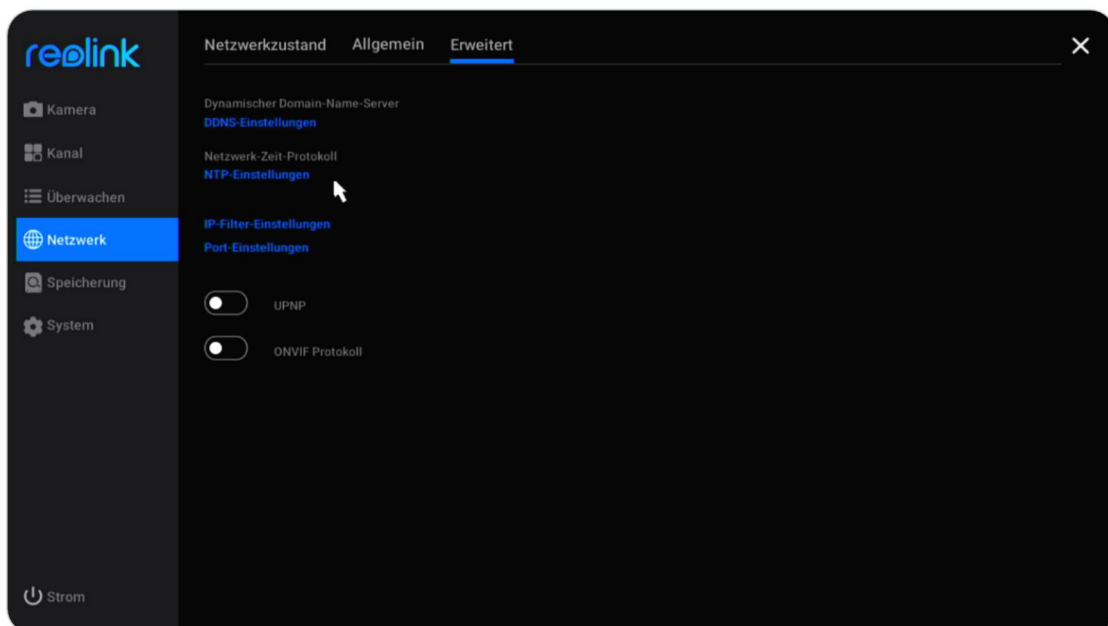 reolink
Netzwerkzustand Allgemein Erweitert
Kamera
Kanal
Überwachen
Netzwerk
Speicherung
System
Strom
Dynamischer Domain-Name-Server
DDNS-Einstellungen
Netzwerk-Zeit-Protokoll
NTP-Einstellungen
IP-Filter-Einstellungen
Port-Einstellungen
UPNP
ONVIF Protokoll